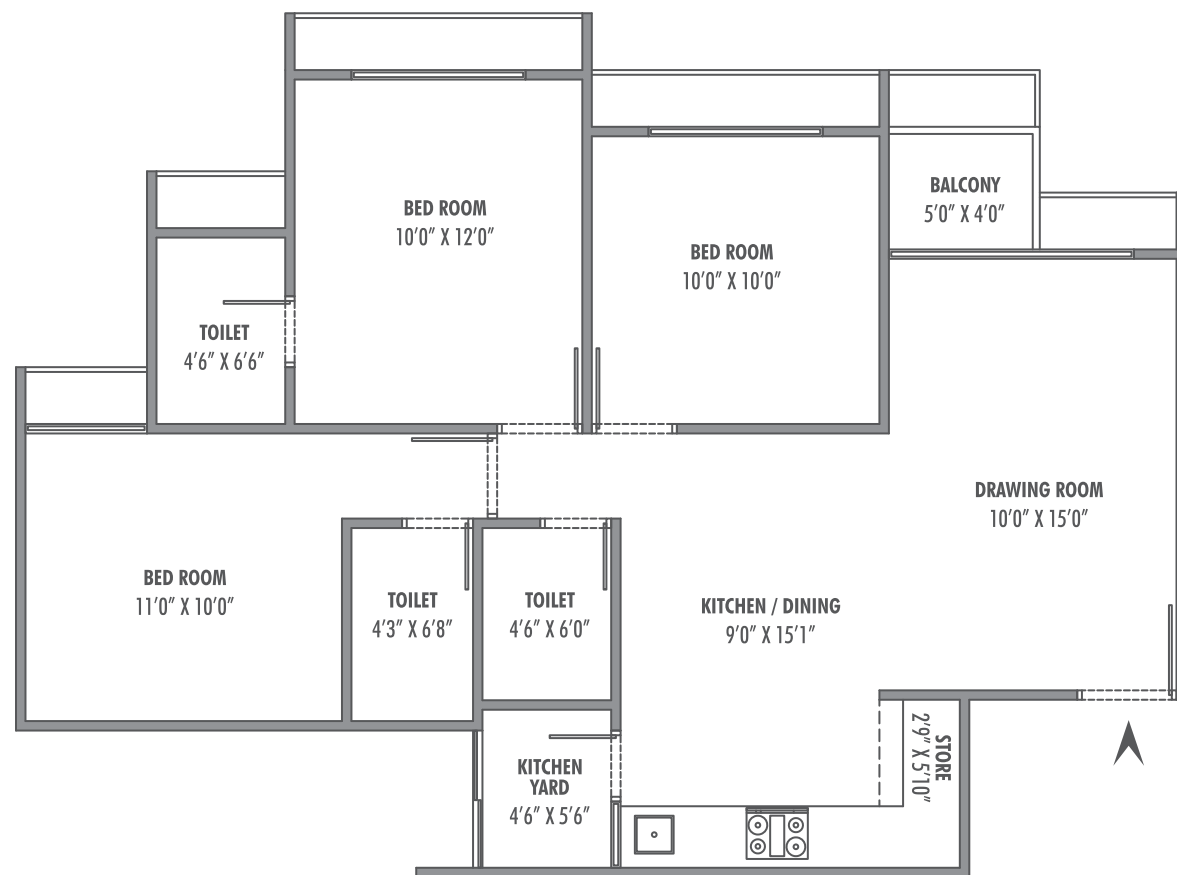 BED ROOM
10'0" X 12'0"
BED ROOM
10'0" X 10'0"
BALCONY
5'0" X 4'0"
TOILET
4'6" X 6'6"
BED ROOM
11'0" X 10'0"
TOILET
4'3" X 6'8"
TOILET
4'6" X 6'0"
KITCHEN / DINING
9'0" X 15'1"
DRAWING ROOM
10'0" X 15'0"
KITCHEN
YARD
4'6" X 5'6"
STORE
2'9" X 5'10"